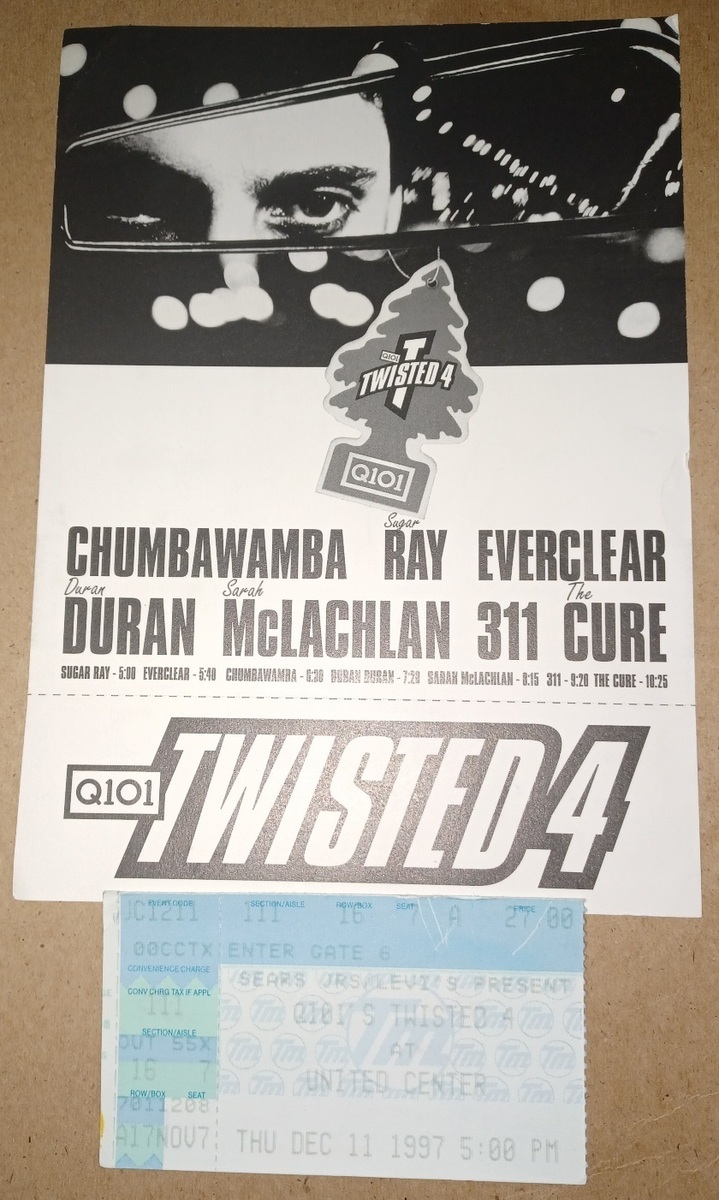 Q101
TWISTED 4
Q101
Sugar
CHUMBAWAMBA RAY EVERCLEAR
Duran Sarah The
DURAN McLACHLAN 311 CURE
SUGAR RAY - 5:00 EVERCLEAR - 5:40 CHUMBAWAMBA - 6:30 DURAN DURAN - 7:20 SARAH McLACHLAN - 8:15 311 - 9:20 THE CURE - 10:25
Q101 TWISTED 4
EVENT CODE SECTION/AISLE ROW/BOX SEAT PRICE
UC1211 111 16 7 A 27.00
00CCTX ENTER GATE 6
CONVENIENCE CHARGE
SEARS JRS/LEVI'S PRESENT
CONV CHRG TAX IF APPL
111 Q101'S TWISTED 4
SECTION/AISLE
OUT 55X AT
16 7 UNITED CENTER
ROW/BOX SEAT
7011208
A17NOV7 THU DEC 11 1997 5:00 PM